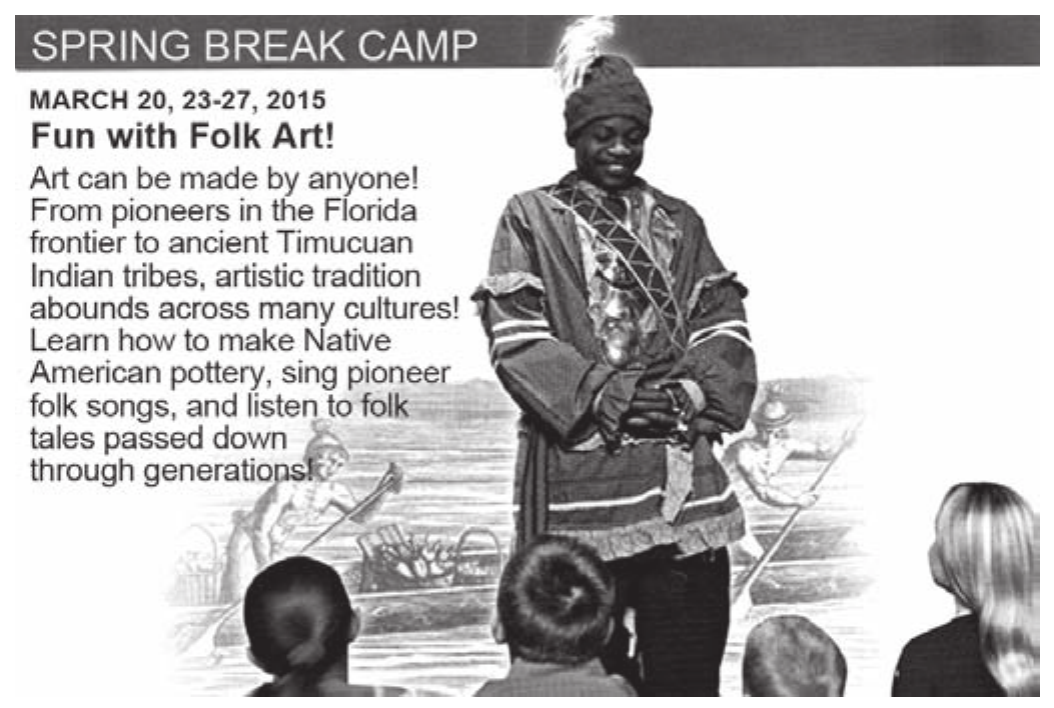 SPRING BREAK CAMP
MARCH 20, 23-27, 2015
Fun with Folk Art!
Art can be made by anyone!
From pioneers in the Florida
frontier to ancient Timucuan
Indian tribes, artistic tradition
abounds across many cultures!
Learn how to make Native
American pottery, sing pioneer
folk songs, and listen to folk
tales passed down
through generations!